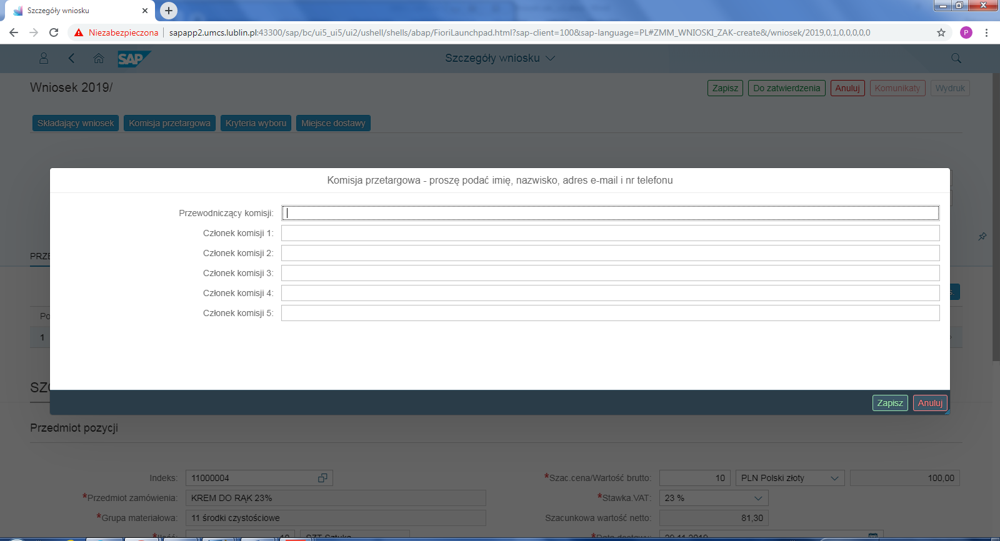 Szczegóły wniosku
Niezabezpieczona
sapapp2.umcs.lublin.pl:43300/sap/bc/ui5_ui5/ui2/ushell/shells/abap/FioriLaunchpad.html?sap-client=100&sap-language=PL#ZMM_WNIOSKI_ZAK-create&/wniosek/2019,0,1,0,0,0,0,0
P
SAP
Szczegóły wniosku
Wniosek 2019/
Zapisz
Do zatwierdzenia
Anuluj
Komunikaty
Wydruk
Składający wniosek
Komisja przetargowa
Kryteria wyboru
Miejsce dostawy
Komisja przetargowa - proszę podać imię, nazwisko, adres e-mail i nr telefonu
Przewodniczący komisji:
Członek komisji 1:
Członek komisji 2:
Członek komisji 3:
Członek komisji 4:
Członek komisji 5:
1
Zapisz
Anuluj
Przedmiot pozycji
Indeks: 11000004
*Szac.cena/Wartość brutto: 10 PLN Polski złoty 100,00
*Przedmiot zamówienia: KREM DO RĄK 23%
*Stawka.VAT: 23 %
*Grupa materiałowa: 11 środki czystościowe
Szacunkowa wartość netto: 81,30
*Ilość: 10 SZT Sztuka
*Data dostawy: